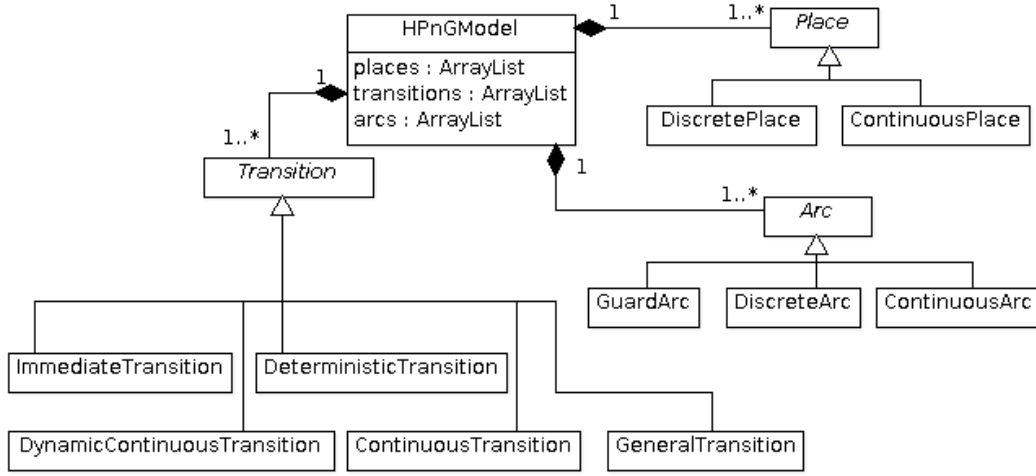 HPnGModel
places : ArrayList
transitions : ArrayList
arcs : ArrayList
1
1..*
Place
DiscretePlace
ContinuousPlace
1
1..*
Transition
1
1..*
Arc
GuardArc
DiscreteArc
ContinuousArc
ImmediateTransition
DeterministicTransition
DynamicContinuousTransition
ContinuousTransition
GeneralTransition